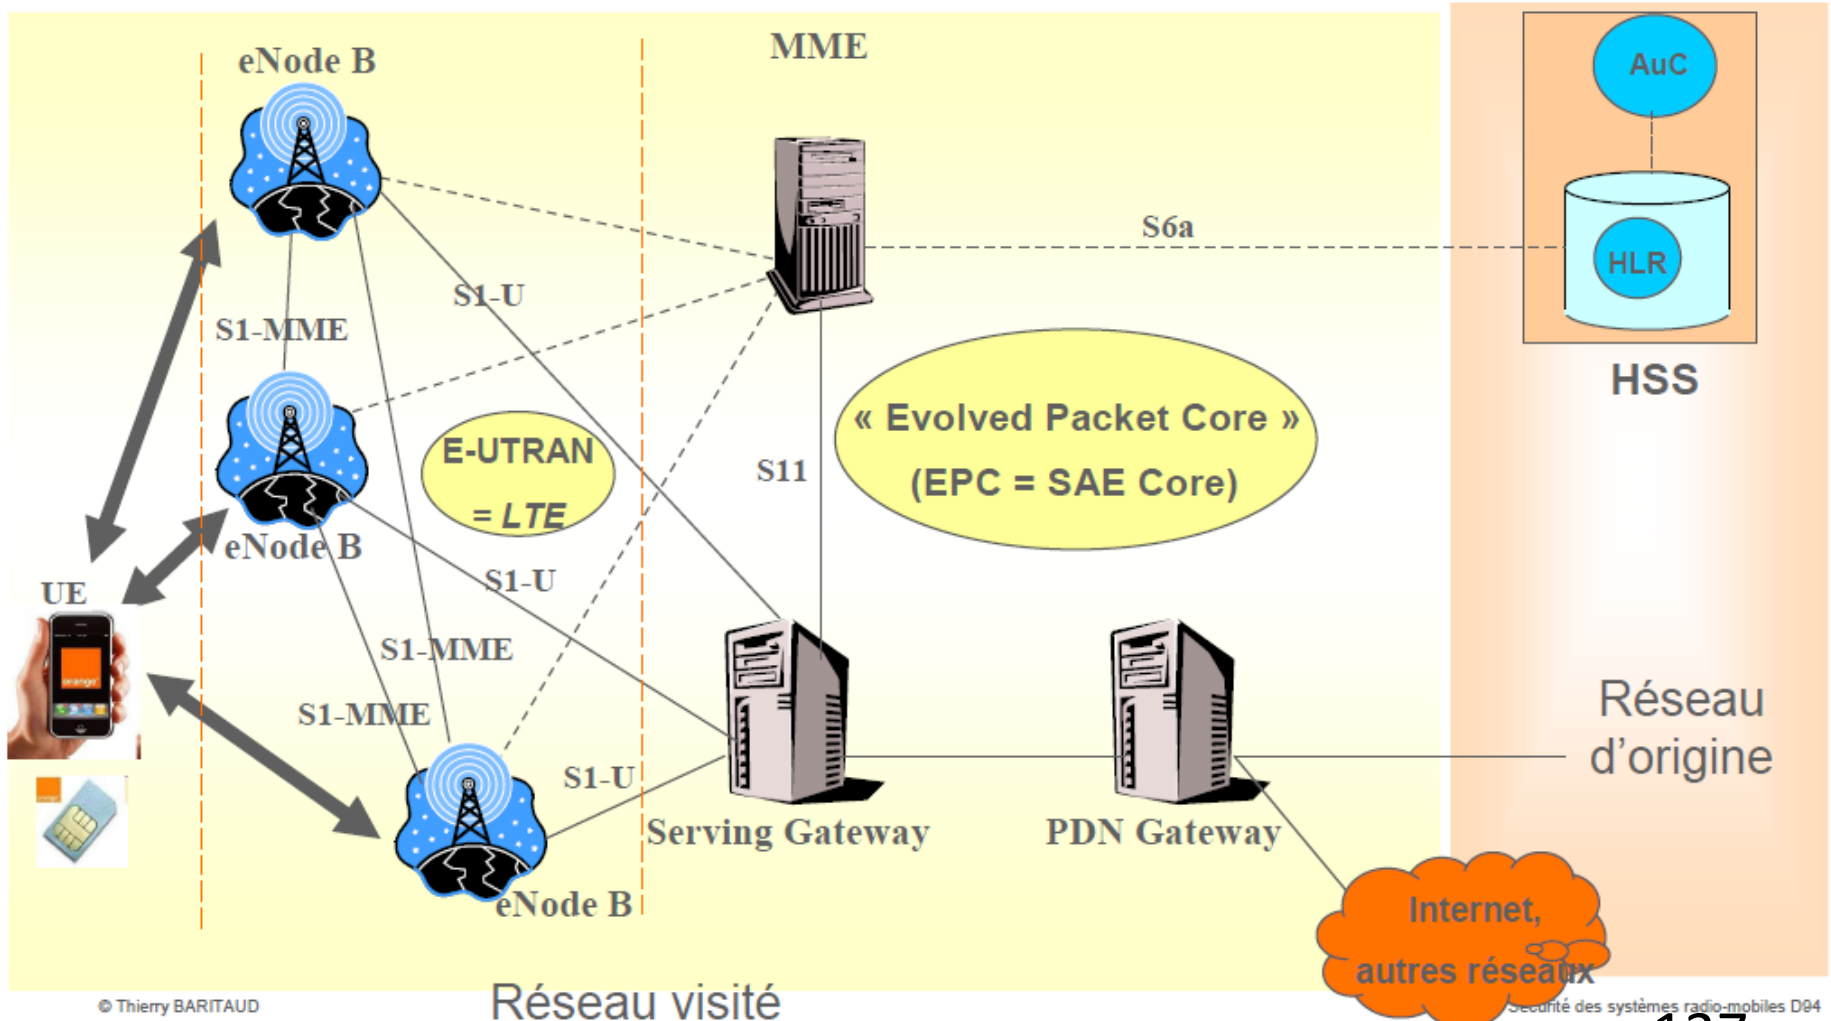 eNode B
MME
AuC
S6a
HLR
S1-U
S1-MME
HSS
« Evolved Packet Core »
(EPC = SAE Core)
E-UTRAN
= LTE
S11
eNode B
S1-U
UE
orange
S1-MME
S1-MME
Réseau
d’origine
S1-U
Serving Gateway
PDN Gateway
eNode B
Internet,
autres réseaux
© Thierry BARITAUD
Réseau visité
Sécurité des systèmes radio-mobiles D94